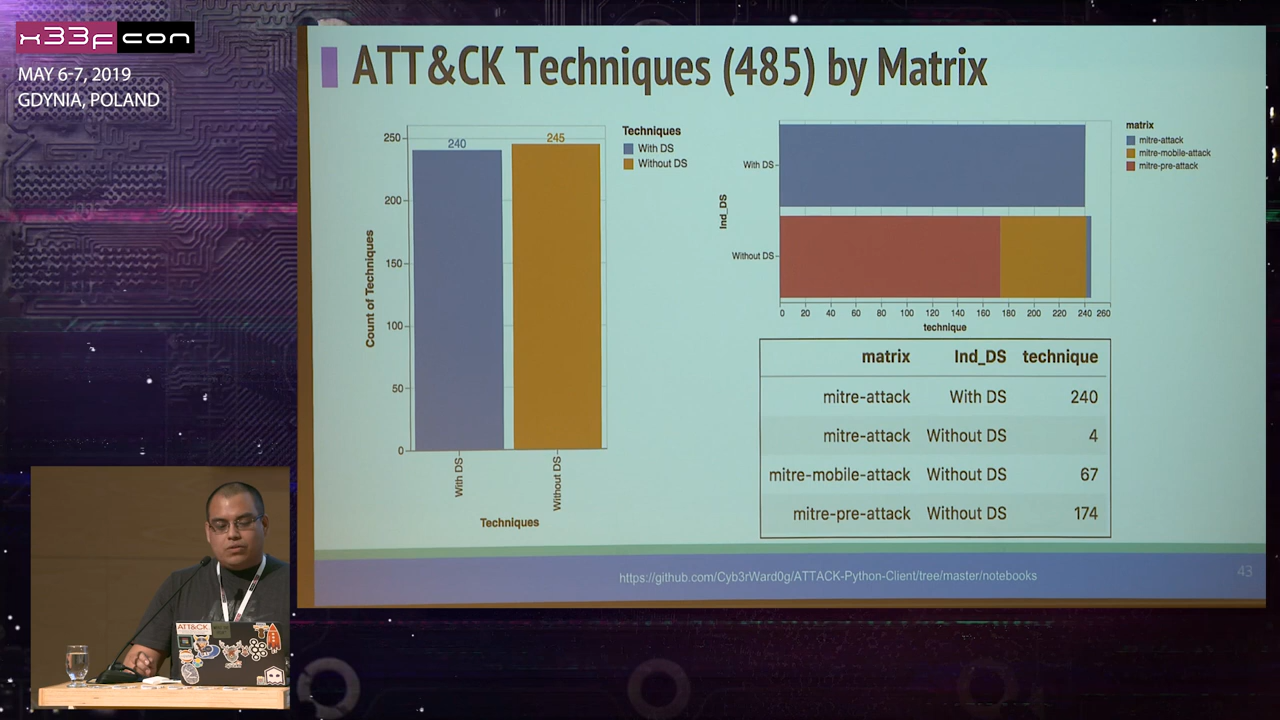 x33fcon
MAY 6-7, 2019
GDYNIA, POLAND
ATT&CK Techniques (485) by Matrix
250
200
150
100
50
0
Count of Techniques
240
245
With DS
Without DS
Techniques
Techniques
With DS
Without DS
Ind_DS
With DS
Without DS
0 20 40 60 80 100 120 140 160 180 200 220 240 260
technique
matrix
mitre-attack
mitre-mobile-attack
mitre-pre-attack
matrix Ind_DS technique
mitre-attack With DS 240
mitre-attack Without DS 4
mitre-mobile-attack Without DS 67
mitre-pre-attack Without DS 174
https://github.com/Cyb3rWard0g/ATTACK-Python-Client/tree/master/notebooks
43
ATT&CK